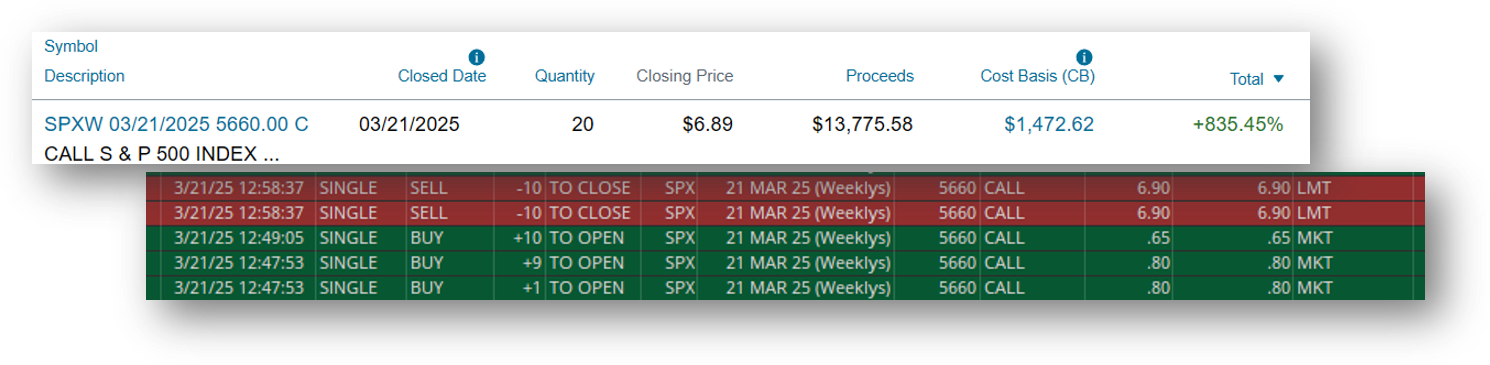 Symbol
Description Closed Date Quantity Closing Price Proceeds Cost Basis (CB) Total
SPXW 03/21/2025 5660.00 C 03/21/2025 20 $6.89 $13,775.58 $1,472.62 +835.45%
CALL S & P 500 INDEX ...
3/21/25 12:58:37 SINGLE SELL -10 TO CLOSE SPX 21 MAR 25 (Weeklys) 5660 CALL 6.90 6.90 LMT
3/21/25 12:58:37 SINGLE SELL -10 TO CLOSE SPX 21 MAR 25 (Weeklys) 5660 CALL 6.90 6.90 LMT
3/21/25 12:49:05 SINGLE BUY +10 TO OPEN SPX 21 MAR 25 (Weeklys) 5660 CALL .65 .65 MKT
3/21/25 12:47:53 SINGLE BUY +9 TO OPEN SPX 21 MAR 25 (Weeklys) 5660 CALL .80 .80 MKT
3/21/25 12:47:53 SINGLE BUY +1 TO OPEN SPX 21 MAR 25 (Weeklys) 5660 CALL .80 .80 MKT